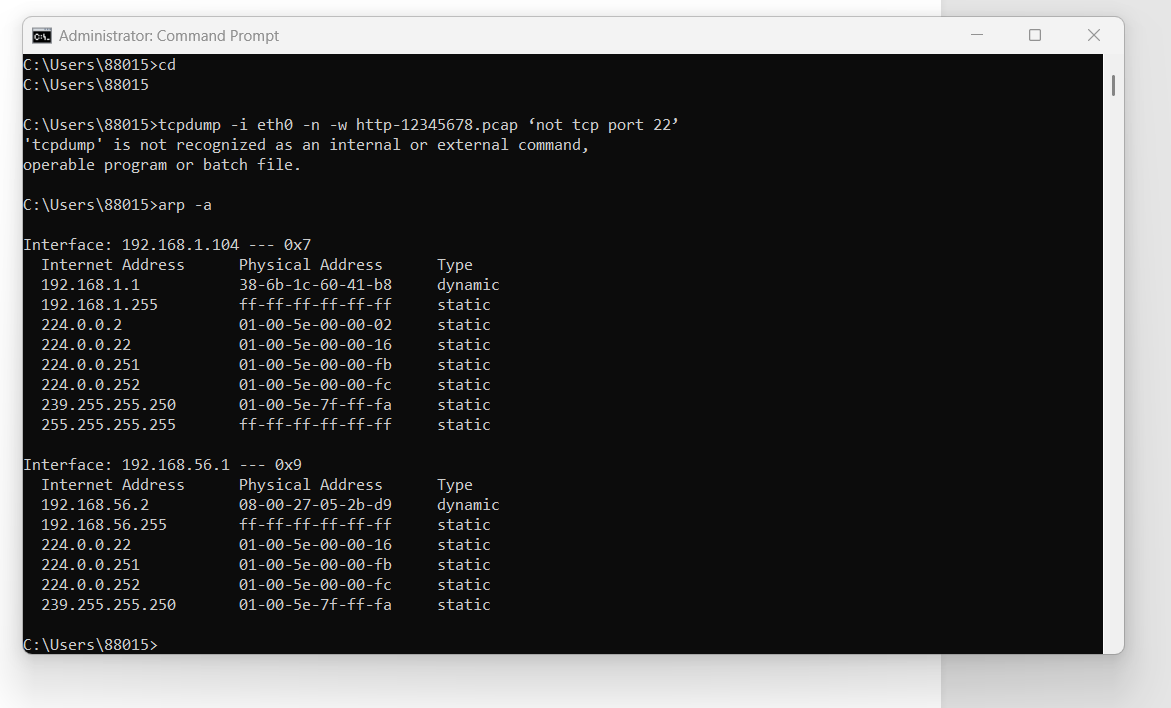 Administrator: Command Prompt
C:\Users\88015>cd
C:\Users\88015
C:\Users\88015>tcpdump -i eth0 -n -w http-12345678.pcap ‘not tcp port 22’
'tcpdump' is not recognized as an internal or external command,
operable program or batch file.
C:\Users\88015>arp -a
Interface: 192.168.1.104 --- 0x7
  Internet Address      Physical Address      Type
  192.168.1.1           38-6b-1c-60-41-b8     dynamic
  192.168.1.255         ff-ff-ff-ff-ff-ff     static
  224.0.0.2             01-00-5e-00-00-02     static
  224.0.0.22            01-00-5e-00-00-16     static
  224.0.0.251           01-00-5e-00-00-fb     static
  224.0.0.252           01-00-5e-00-00-fc     static
  239.255.255.250       01-00-5e-7f-ff-fa     static
  255.255.255.255       ff-ff-ff-ff-ff-ff     static
Interface: 192.168.56.1 --- 0x9
  Internet Address      Physical Address      Type
  192.168.56.2          08-00-27-05-2b-d9     dynamic
  192.168.56.255        ff-ff-ff-ff-ff-ff     static
  224.0.0.22            01-00-5e-00-00-16     static
  224.0.0.251           01-00-5e-00-00-fb     static
  224.0.0.252           01-00-5e-00-00-fc     static
  239.255.255.250       01-00-5e-7f-ff-fa     static
C:\Users\88015>